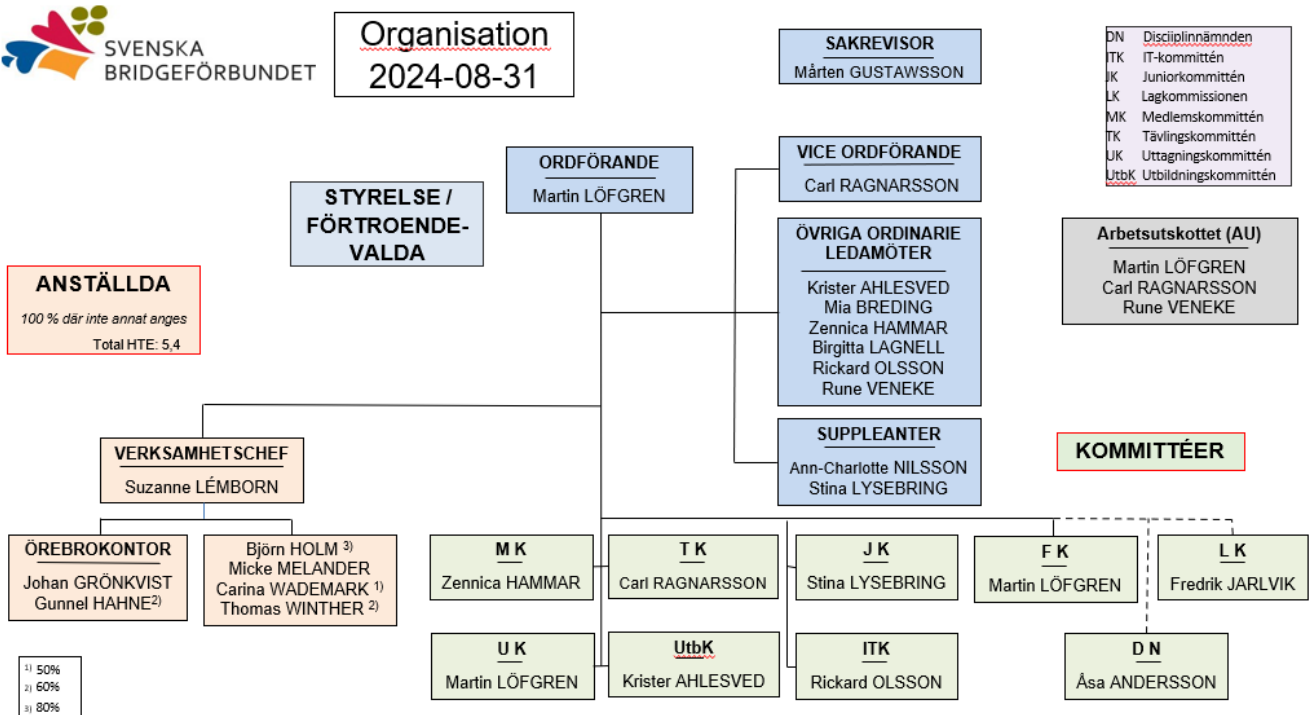 SVENSKA
BRIDGEFÖRBUNDET
Organisation
2024-08-31
SAKREVISOR
Mårten GUSTAWSSON
DN Disciiplinnämnden
ITK IT-kommittén
JK Juniorkommittén
LK Lagkommissionen
MK Medlemskommittén
TK Tävlingskommittén
UK Uttagningskommittén
UtbK Utbildningskommittén
ORDFÖRANDE
Martin LÖFGREN
VICE ORDFÖRANDE
Carl RAGNARSSON
STYRELSE /
FÖRTROENDE-
VALDA
ÖVRIGA ORDINARIE
LEDAMÖTER
Krister AHLESVED
Mia BREDING
Zennica HAMMAR
Birgitta LAGNELL
Rickard OLSSON
Rune VENEKE
Arbetsutskottet (AU)
Martin LÖFGREN
Carl RAGNARSSON
Rune VENEKE
ANSTÄLLDA
100 % där inte annat anges
Total HTE: 5,4
SUPPLEANTER
Ann-Charlotte NILSSON
Stina LYSEBRING
KOMMITTÉER
VERKSAMHETSCHEF
Suzanne LÉMBORN
ÖREBROKONTOR
Johan GRÖNKVIST
Gunnel HAHNE 2)
Björn HOLM 3)
Micke MELANDER
Carina WADEMARK 1)
Thomas WINTHER 2)
M K
Zennica HAMMAR
T K
Carl RAGNARSSON
J K
Stina LYSEBRING
F K
Martin LÖFGREN
L K
Fredrik JARLVIK
U K
Martin LÖFGREN
UtbK
Krister AHLESVED
ITK
Rickard OLSSON
D N
Åsa ANDERSSON
1) 50%
2) 60%
3) 80%